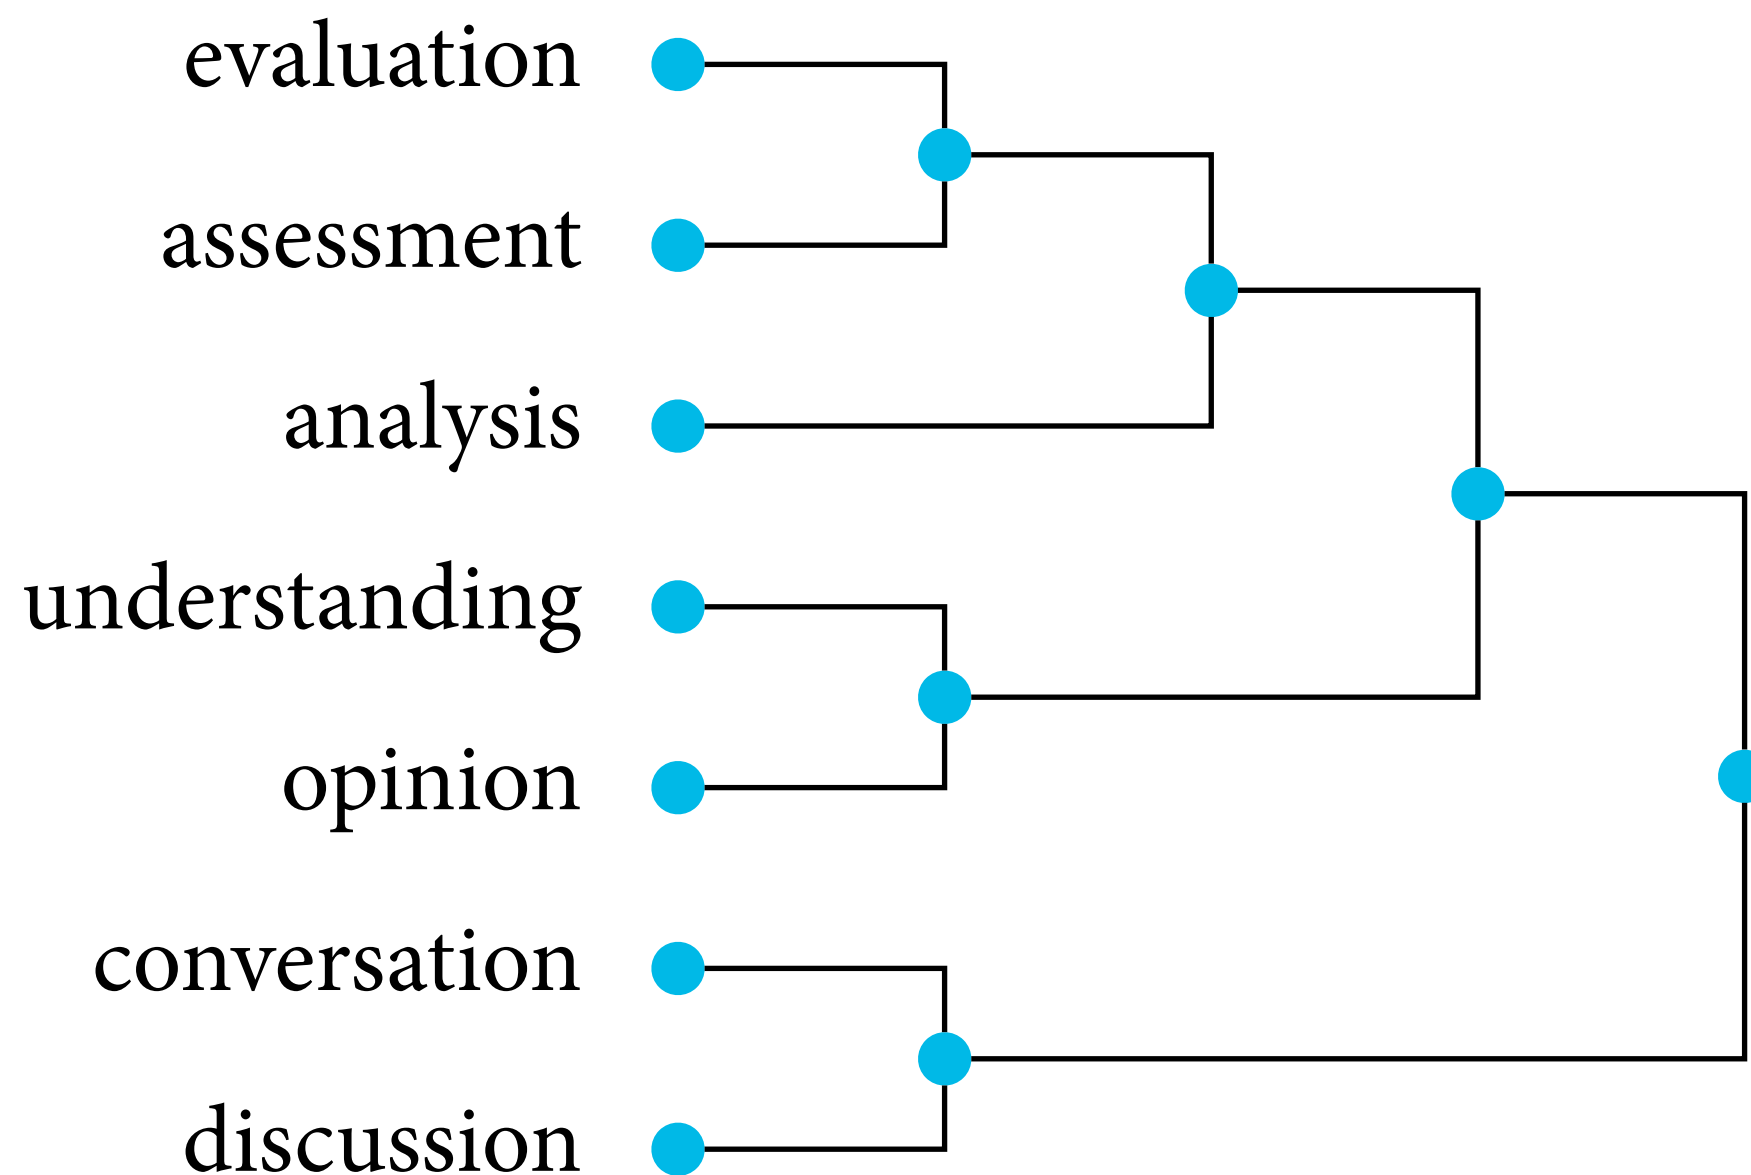 evaluation
assessment
analysis
understanding
opinion
conversation
discussion